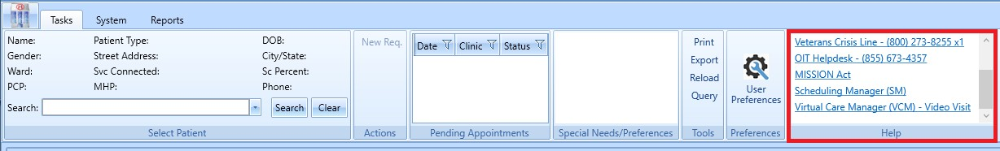 Tasks System Reports
Name: Patient Type: DOB:
Gender: Street Address: City/State:
Ward: Svc Connected: Sc Percent:
PCP: MHP: Phone:
Search: Search Clear
Select Patient
New Req.
Actions
Date Clinic Status
Pending Appointments
Special Needs/Preferences
Print
Export
Reload
Query
Tools
User
Preferences
Preferences
Veterans Crisis Line - (800) 273-8255 x1
OIT Helpdesk - (855) 673-4357
MISSION Act
Scheduling Manager (SM)
Virtual Care Manager (VCM) - Video Visit
Help